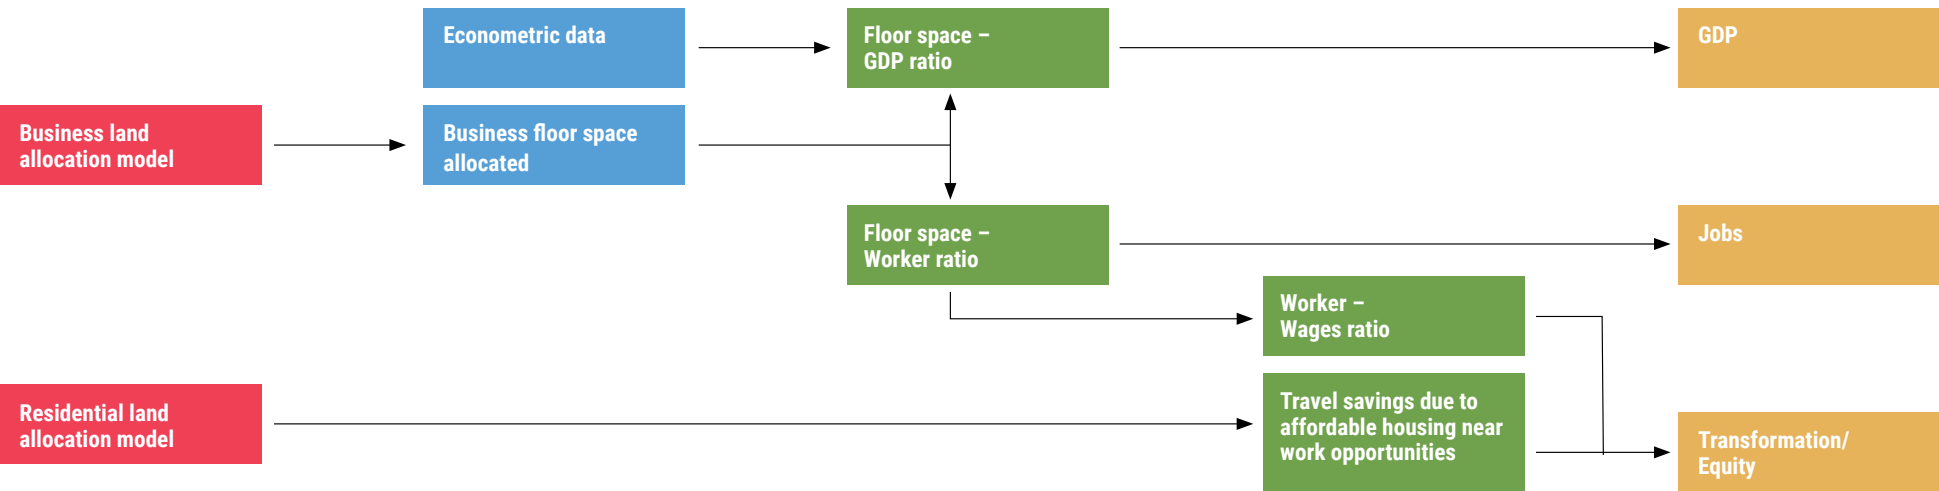 Econometric data
Floor space –
GDP ratio
GDP
Business land
allocation model
Business floor space
allocated
Floor space –
Worker ratio
Jobs
Worker –
Wages ratio
Residential land
allocation model
Travel savings due to
affordable housing near
work opportunities
Transformation/
Equity